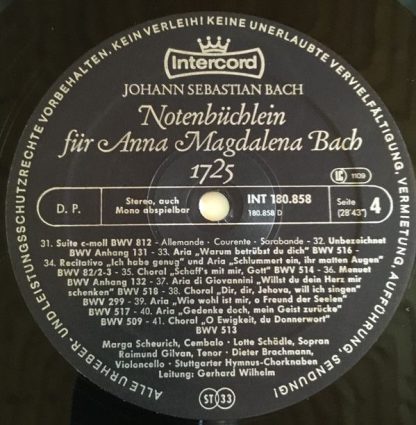 ALLE URHEBER- UND LEISTUNGSSCHUTZRECHTE VORBEHALTEN. KEIN VERLEIH! KEINE UNERLAUBTE VERVIELFÄLTIGUNG, VERMIETUNG, AUFFÜHRUNG, SENDUNG!
Intercord
JOHANN SEBASTIAN BACH
Notenbüchlein
für Anna Magdalena Bach
1725
LC 1109
D. P.
Stereo, auch
Mono abspielbar
INT 180.858
180.858 D
Seite
(28'43")
4
31. Suite c-moll BWV 812 - Allemande · Courente · Sarabande - 32. Unbezeichnet
BWV Anhang 131 - 33. Aria „Warum betrübst du dich" BWV 516 -
34. Recitativo „Ich habe genug" und Aria „Schlummert ein, ihr matten Augen"
BWV 82/2-3 - 35. Choral „Schaff's mit mir, Gott" BWV 514 - 36. Menuet
BWV Anhang 132 - 37. Aria di Giovannini „Willst du dein Herz mir
schenken" BWV 518 - 38. Choral „Dir, dir, Jehova, will ich singen"
BWV 299 - 39. Aria „Wie wohl ist mir, o Freund der Seelen"
BWV 517 - 40. Aria „Gedenke doch, mein Geist zurücke"
BWV 509 - 41. Choral „O Ewigkeit, du Donnerwort"
BWV 513
Marga Scheurich, Cembalo · Lotte Schädle, Sopran
Raimund Gilvan, Tenor · Dieter Brachmann,
Violoncello · Stuttgarter Hymnus-Chorknaben
Leitung: Gerhard Wilhelm
ST 33